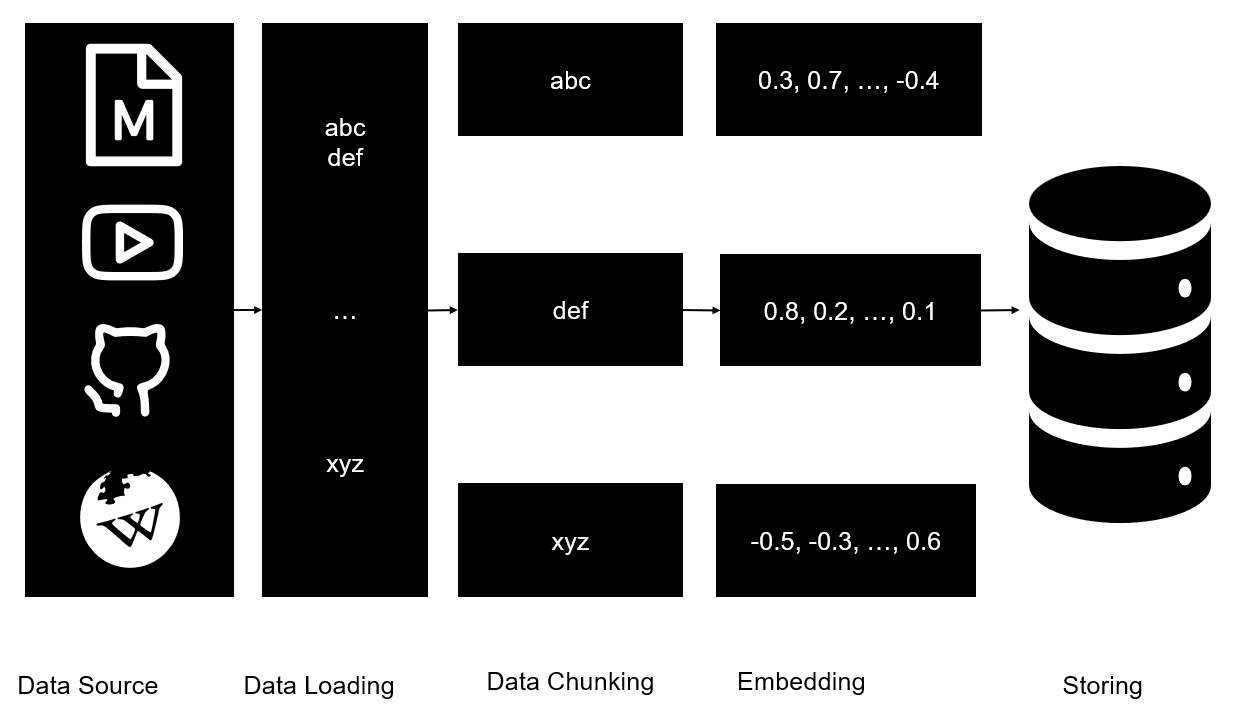 M
W
abc
def
…
xyz
abc
def
xyz
0.3, 0.7, …, -0.4
0.8, 0.2, …, 0.1
-0.5, -0.3, …, 0.6
Data Source
Data Loading
Data Chunking
Embedding
Storing